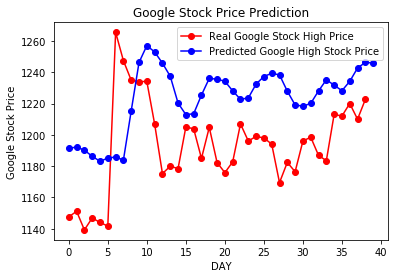 Google Stock Price Prediction
Real Google Stock High Price
Predicted Google High Stock Price
Google Stock Price
1260
1240
1220
1200
1180
1160
1140
0 5 10 15 20 25 30 35 40
DAY